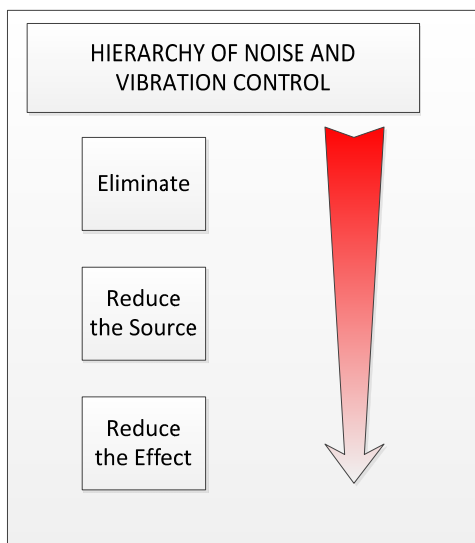 HIERARCHY OF NOISE AND
VIBRATION CONTROL
Eliminate
Reduce
the Source
Reduce
the Effect